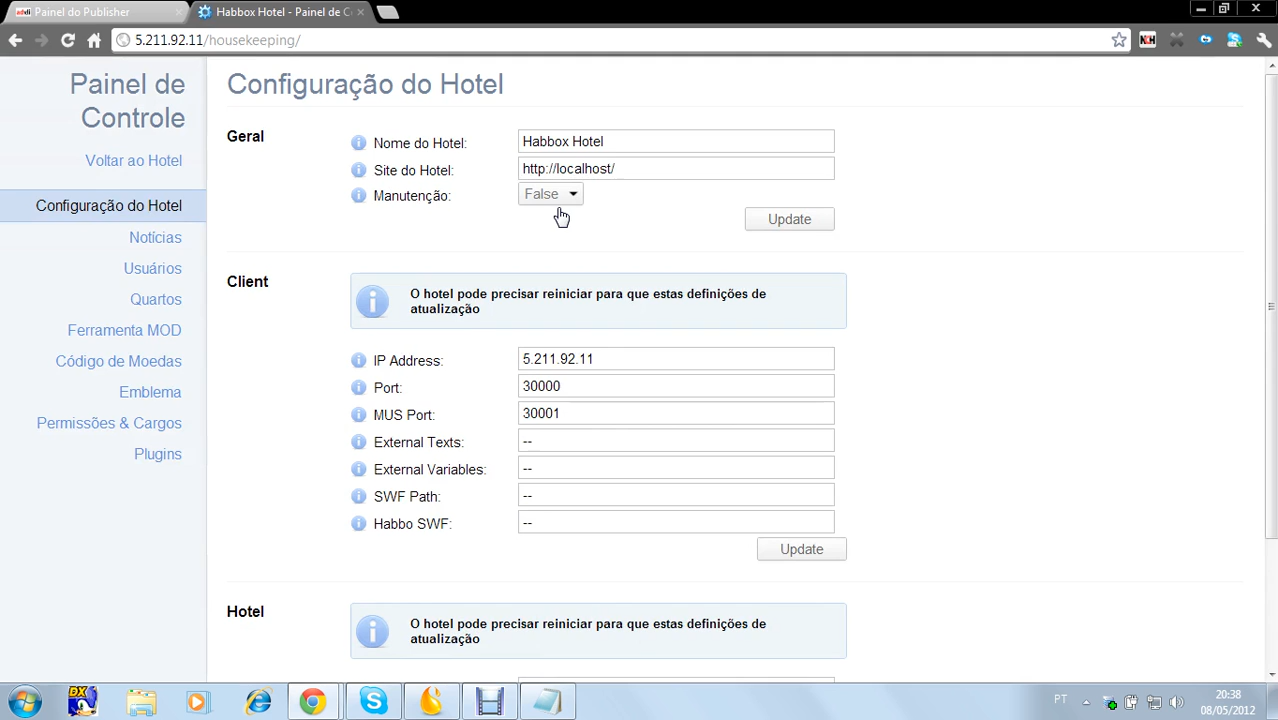 Painel do Publisher
Habbox Hotel - Painel de C
5.211.92.11/housekeeping/
Painel de
Controle
Voltar ao Hotel
Configuração do Hotel
Notícias
Usuários
Quartos
Ferramenta MOD
Código de Moedas
Emblema
Permissões & Cargos
Plugins
Configuração do Hotel
Geral
Nome do Hotel: Habbox Hotel
Site do Hotel: http://localhost/
Manutenção: False
Update
Client
O hotel pode precisar reiniciar para que estas definições de
atualização
IP Address: 5.211.92.11
Port: 30000
MUS Port: 30001
External Texts: --
External Variables: --
SWF Path: --
Habbo SWF: --
Update
Hotel
O hotel pode precisar reiniciar para que estas definições de
atualização
DX
PT
20:38
08/05/2012